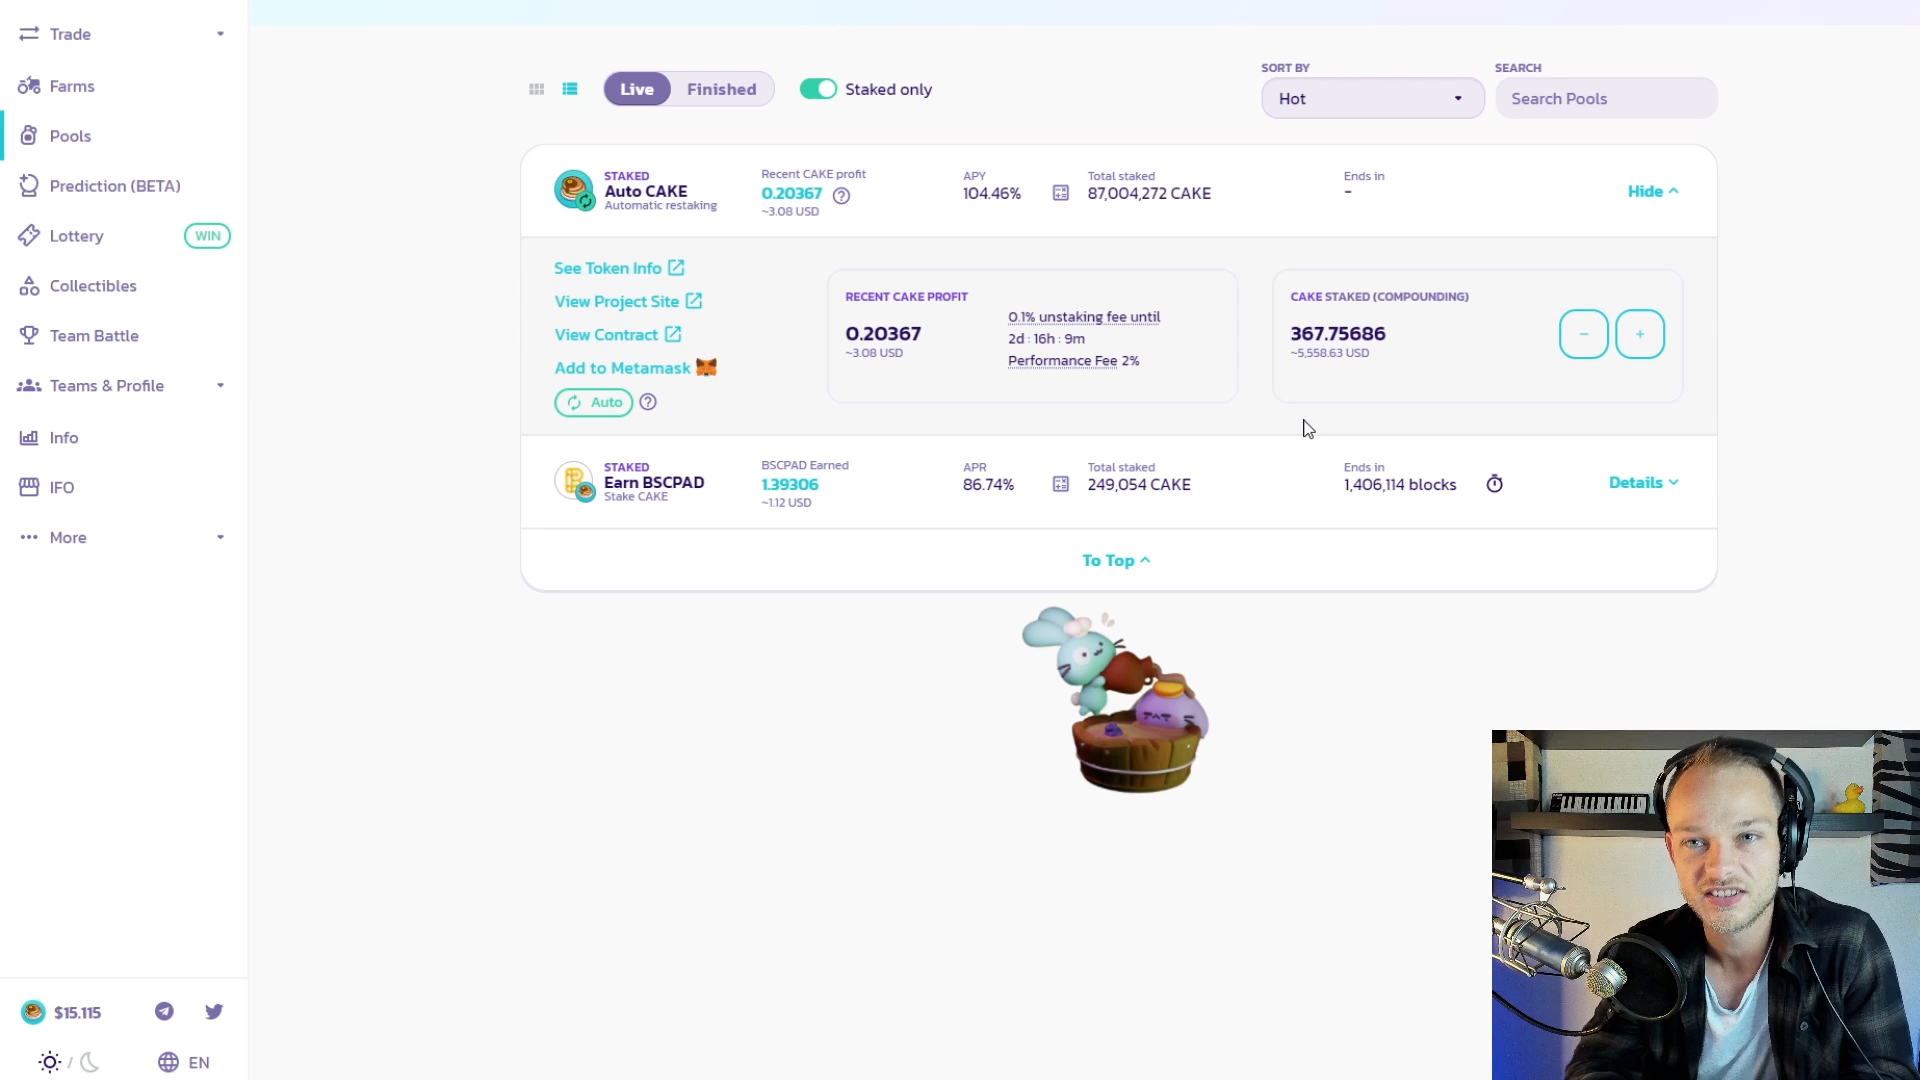 Trade
Farms
Pools
Prediction (BETA)
Lottery
WIN
Collectibles
Team Battle
Teams & Profile
Info
IFO
More
$15.115
EN
Live
Finished
Staked only
SORT BY
Hot
SEARCH
Search Pools
STAKED
Auto CAKE
Automatic restaking
Recent CAKE profit
0.20367
~3.08 USD
APY
104.46%
Total staked
87,004,272 CAKE
Ends in
-
Hide
See Token Info
View Project Site
View Contract
Add to Metamask
Auto
RECENT CAKE PROFIT
0.20367
~3.08 USD
0.1% unstaking fee until
2d : 16h : 9m
Performance Fee 2%
CAKE STAKED (COMPOUNDING)
367.75686
~5,558.63 USD
-
+
STAKED
Earn BSCPAD
Stake CAKE
BSCPAD Earned
1.39306
~1.12 USD
APR
86.74%
Total staked
249,054 CAKE
Ends in
1,406,114 blocks
Details
To Top